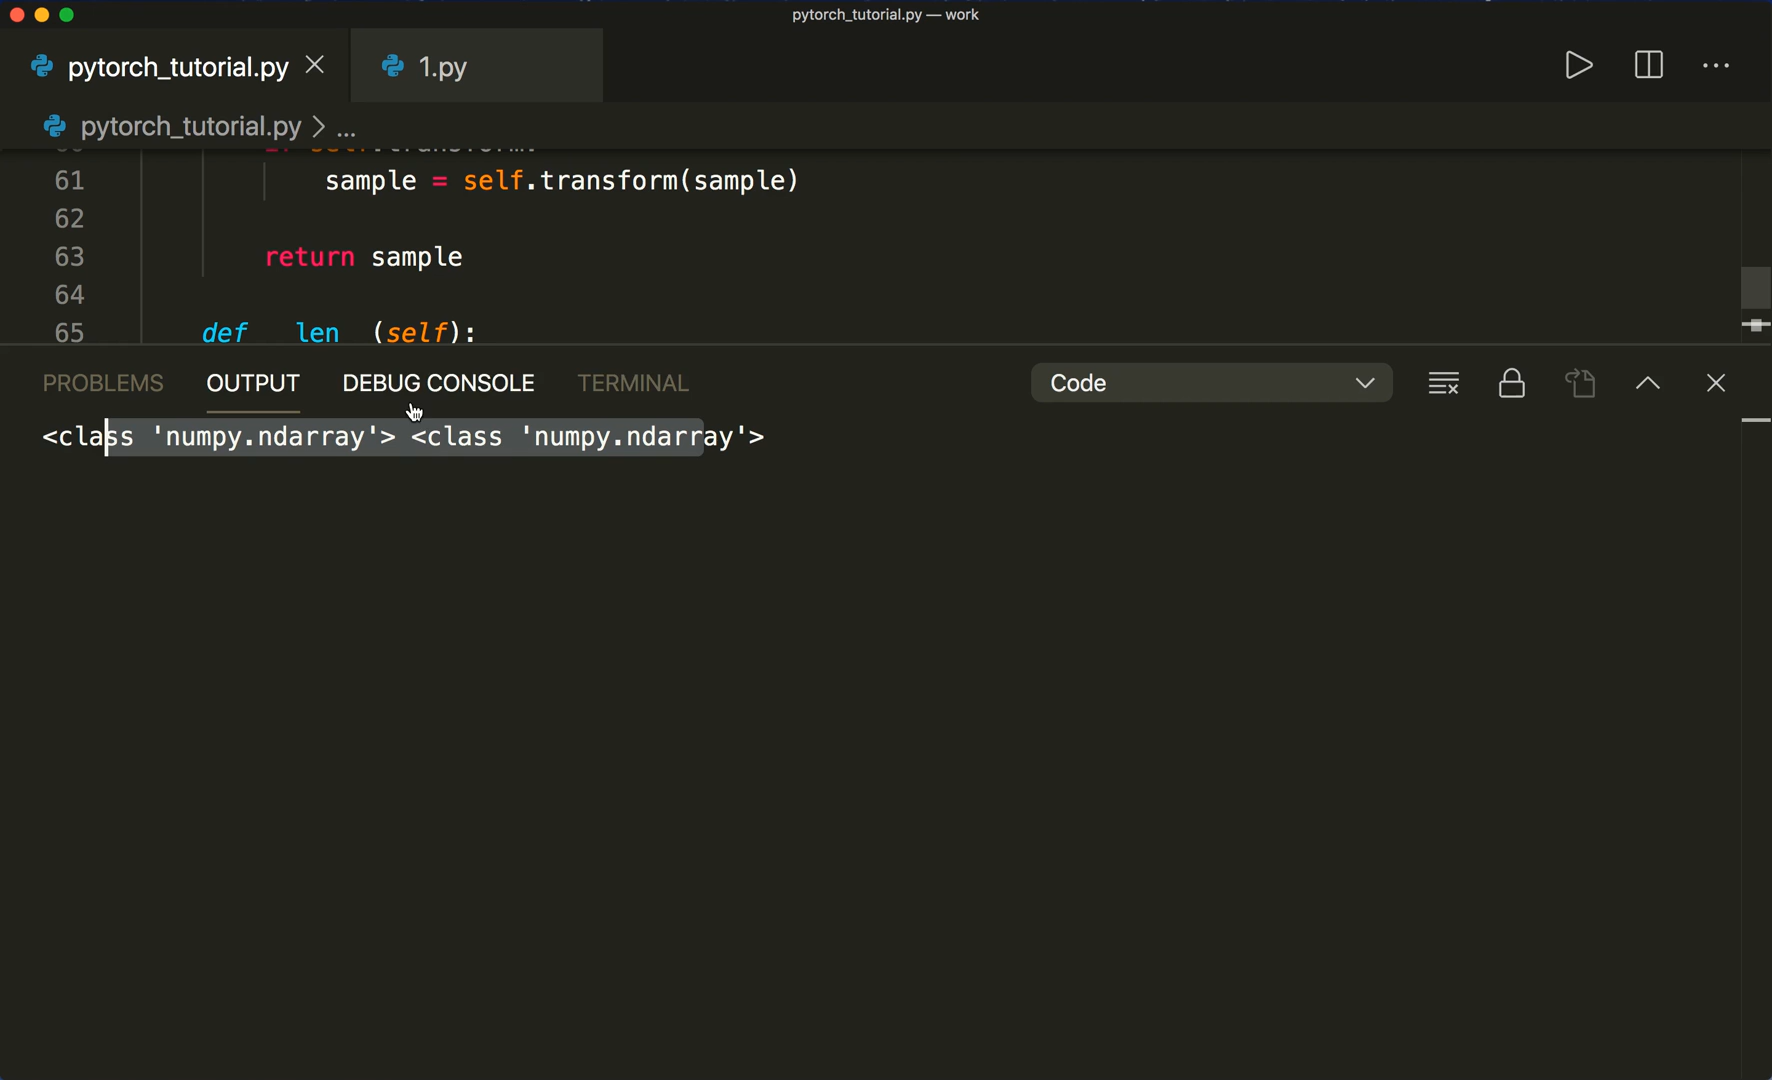 pytorch_tutorial.py — work
pytorch_tutorial.py
1.py
pytorch_tutorial.py > ...
61 sample = self.transform(sample)
62
63 return sample
64
65 def __len__(self):
PROBLEMS OUTPUT DEBUG CONSOLE TERMINAL Code
<class 'numpy.ndarray'> <class 'numpy.ndarray'>